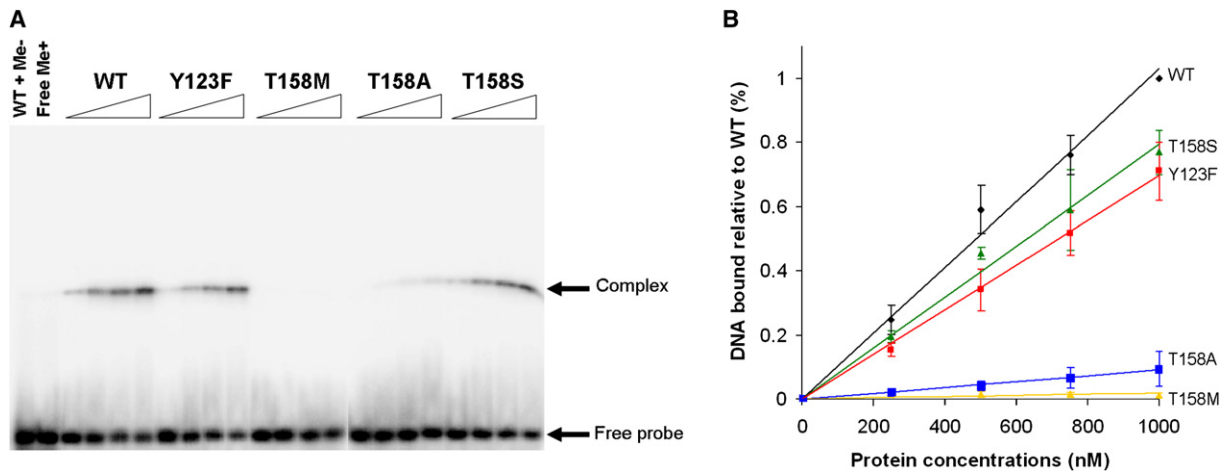 A
WT + Me-
Free Me+
WT Y123F T158M T158A T158S
Complex
Free probe
B
DNA bound relative to WT (%)
1
0.8
0.6
0.4
0.2
0
WT
T158S
Y123F
T158A
T158M
0 200 400 600 800 1000
Protein concentrations (nM)